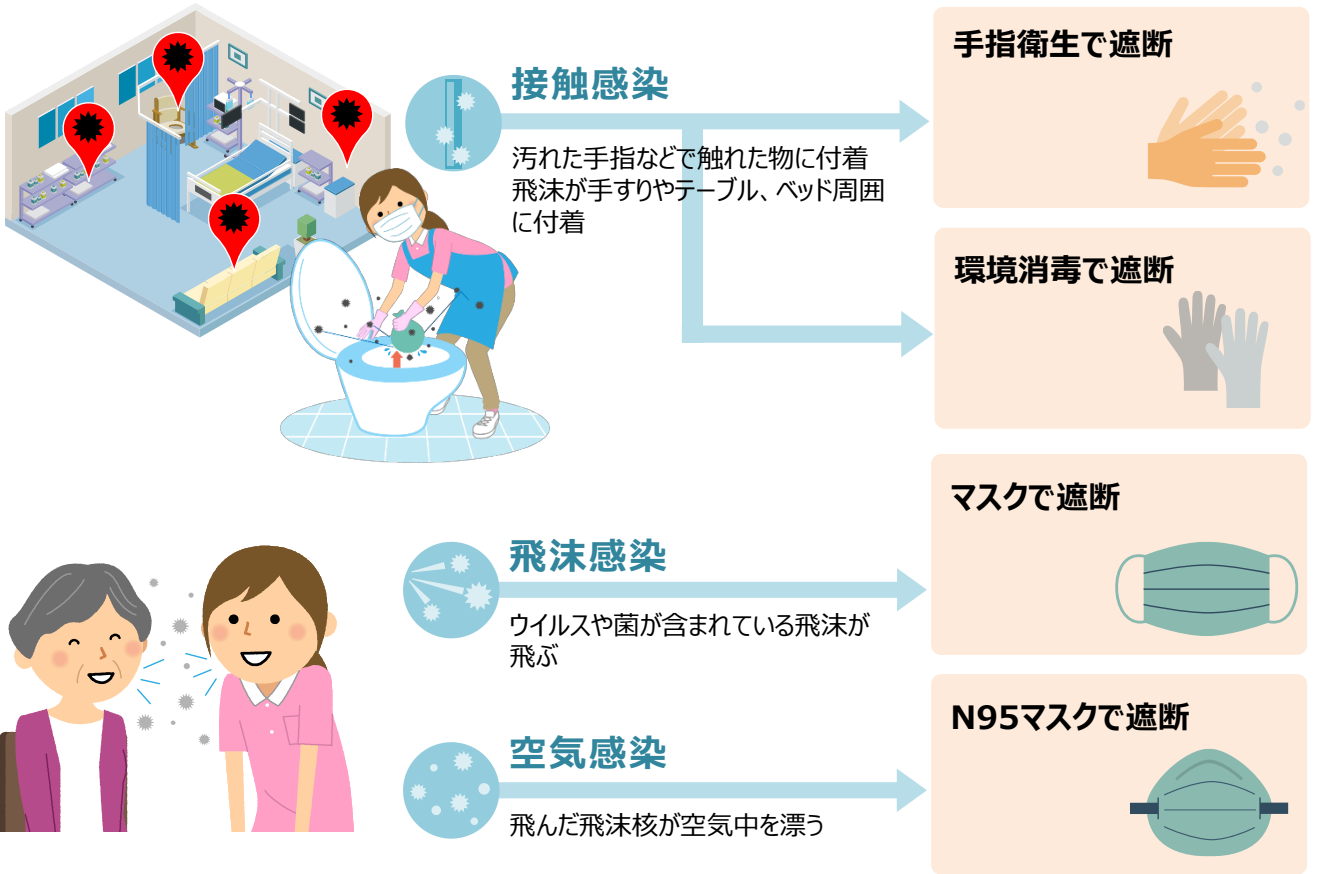 接触感染
汚れた手指などで触れた物に付着
飛沫が手すりやテーブル、ベッド周囲
に付着
手指衛生で遮断
環境消毒で遮断
飛沫感染
ウイルスや菌が含まれている飛沫が
飛ぶ
マスクで遮断
空気感染
飛んだ飛沫核が空気中を漂う
N95マスクで遮断